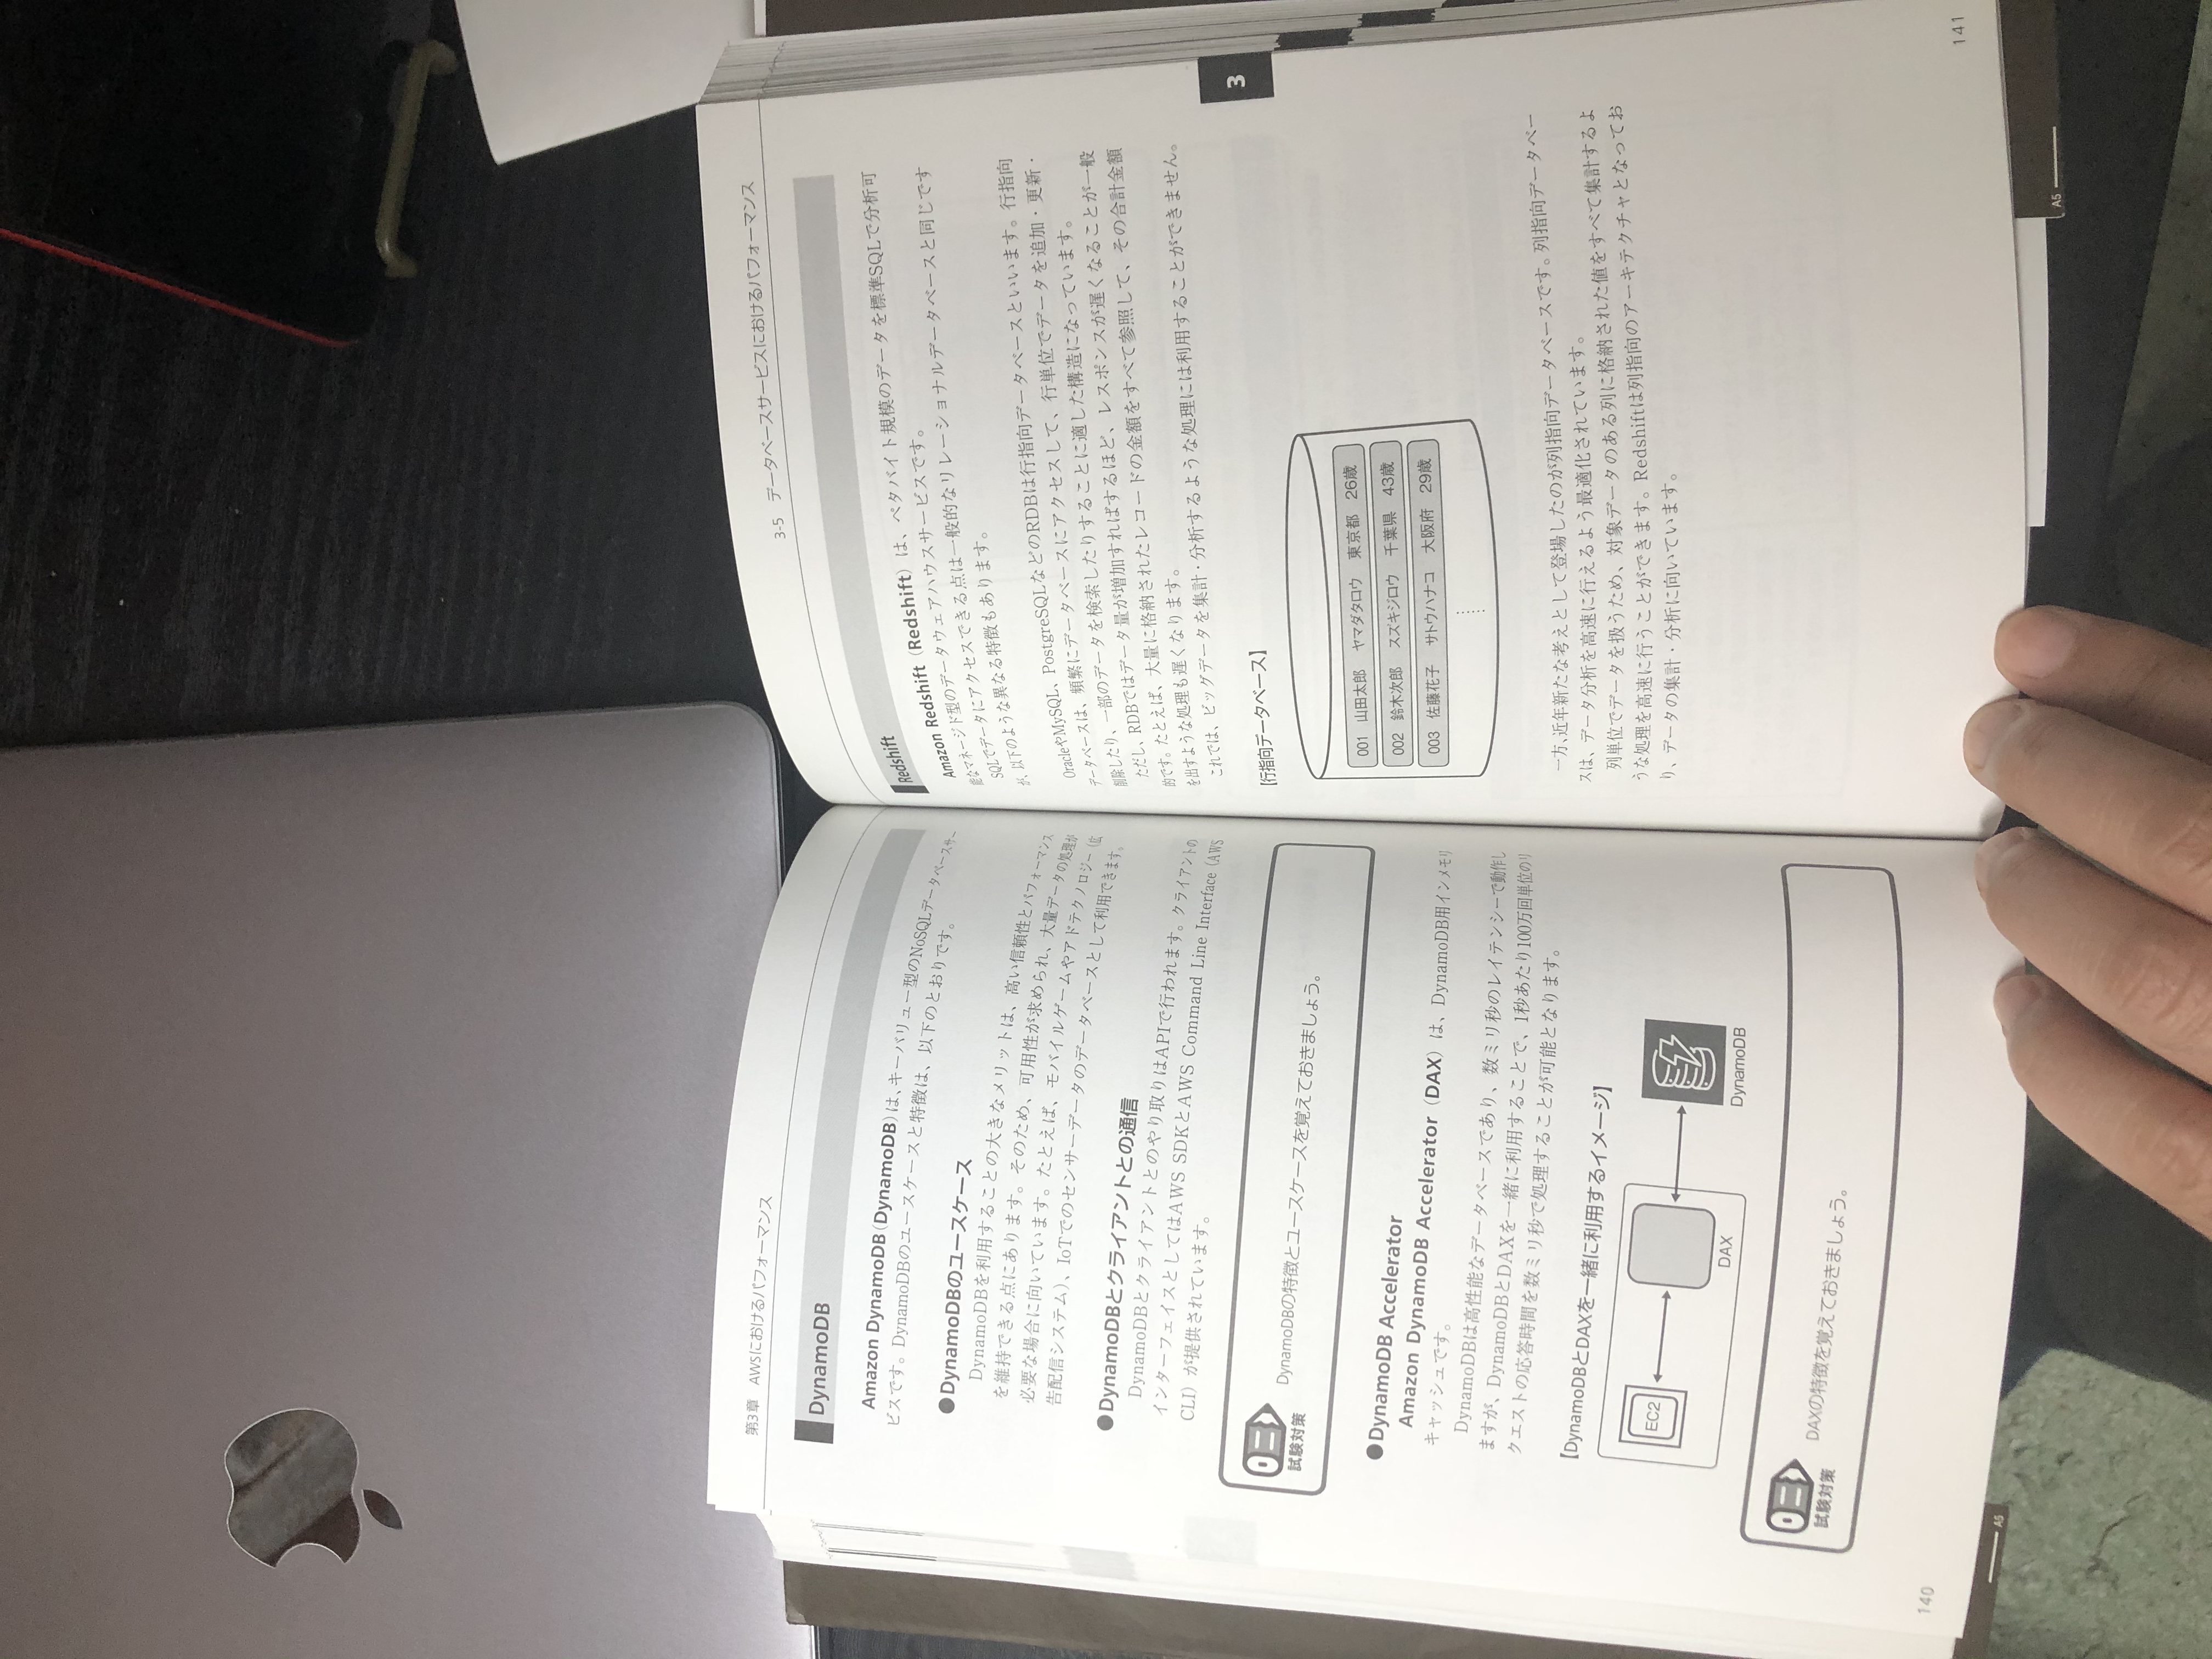 第3章 AWSにおけるパフォーマンス
DynamoDB
Amazon DynamoDB(DynamoDB)は、キーバリュー型のNoSQLデータベースサー
ビスです。DynamoDBのユースケースと特徴は、以下のとおりです。
●DynamoDBのユースケース
DynamoDBを利用することの大きなメリットは、高い信頼性とパフォーマンス
を維持できる点にあります。そのため、可用性が求められ、大量データの処理が
必要な場合に向いています。たとえば、モバイルゲームやアドテクノロジー(広
告配信システム)、IoTでのセンサーデータのデータベースとして利用できます。
●DynamoDBとクライアントとの通信
DynamoDBとクライアントとのやり取りはAPIで行われます。クライアントの
インターフェイスとしてはAWS SDKとAWS Command Line Interface(AWS
CLI)が提供されています。
試験対策
DynamoDBの特徴とユースケースを覚えておきましょう。
●DynamoDB Accelerator
Amazon DynamoDB Accelerator(DAX)は、DynamoDB用インメモリ
キャッシュです。
DynamoDBは高性能なデータベースであり、数ミリ秒のレイテンシーで動作し
ますが、DynamoDBとDAXを一緒に利用することで、1秒あたり100万回単位のリ
クエストの応答時間を数ミリ秒で処理することが可能となります。
【DynamoDBとDAXを一緒に利用するイメージ】
EC2
DAX
DynamoDB
試験対策
DAXの特徴を覚えておきましょう。
140
A5
3-5 データベースサービスにおけるパフォーマンス
Redshift
Amazon Redshift(Redshift)は、ペタバイト規模のデータを標準SQLで分析可
能なマネージド型のデータウェアハウスサービスです。
SQLでデータにアクセスできる点は一般的なリレーショナルデータベースと同じです
が、以下のような異なる特徴もあります。
OracleやMySQL、PostgreSQLなどのRDBは行指向データベースといいます。行指向
データベースは、頻繁にデータベースにアクセスして、行単位でデータを追加・更新・
削除したり、一部のデータを検索したりすることに適した構造になっています。
ただし、RDBではデータ量が増加すればするほど、レスポンスが遅くなることが一般
的です。たとえば、大量に格納されたレコードの金額をすべて参照して、その合計金額
を出すような処理も遅くなります。
これでは、ビッグデータを集計・分析するような処理には利用することができません。
3
【行指向データベース】
001 山田太郎 ヤマダタロウ 東京都 26歳
002 鈴木次郎 スズキジロウ 千葉県 43歳
003 佐藤花子 サトウハナコ 大阪府 29歳
一方、近年新たな考えとして登場したのが列指向データベースです。列指向データベー
スは、データ分析を高速に行えるよう最適化されています。
列単位でデータを扱うため、対象データのある列に格納された値をすべて集計するよ
うな処理を高速に行うことができます。Redshiftは列指向のアーキテクチャとなってお
り、データの集計・分析に向いています。
141
A5